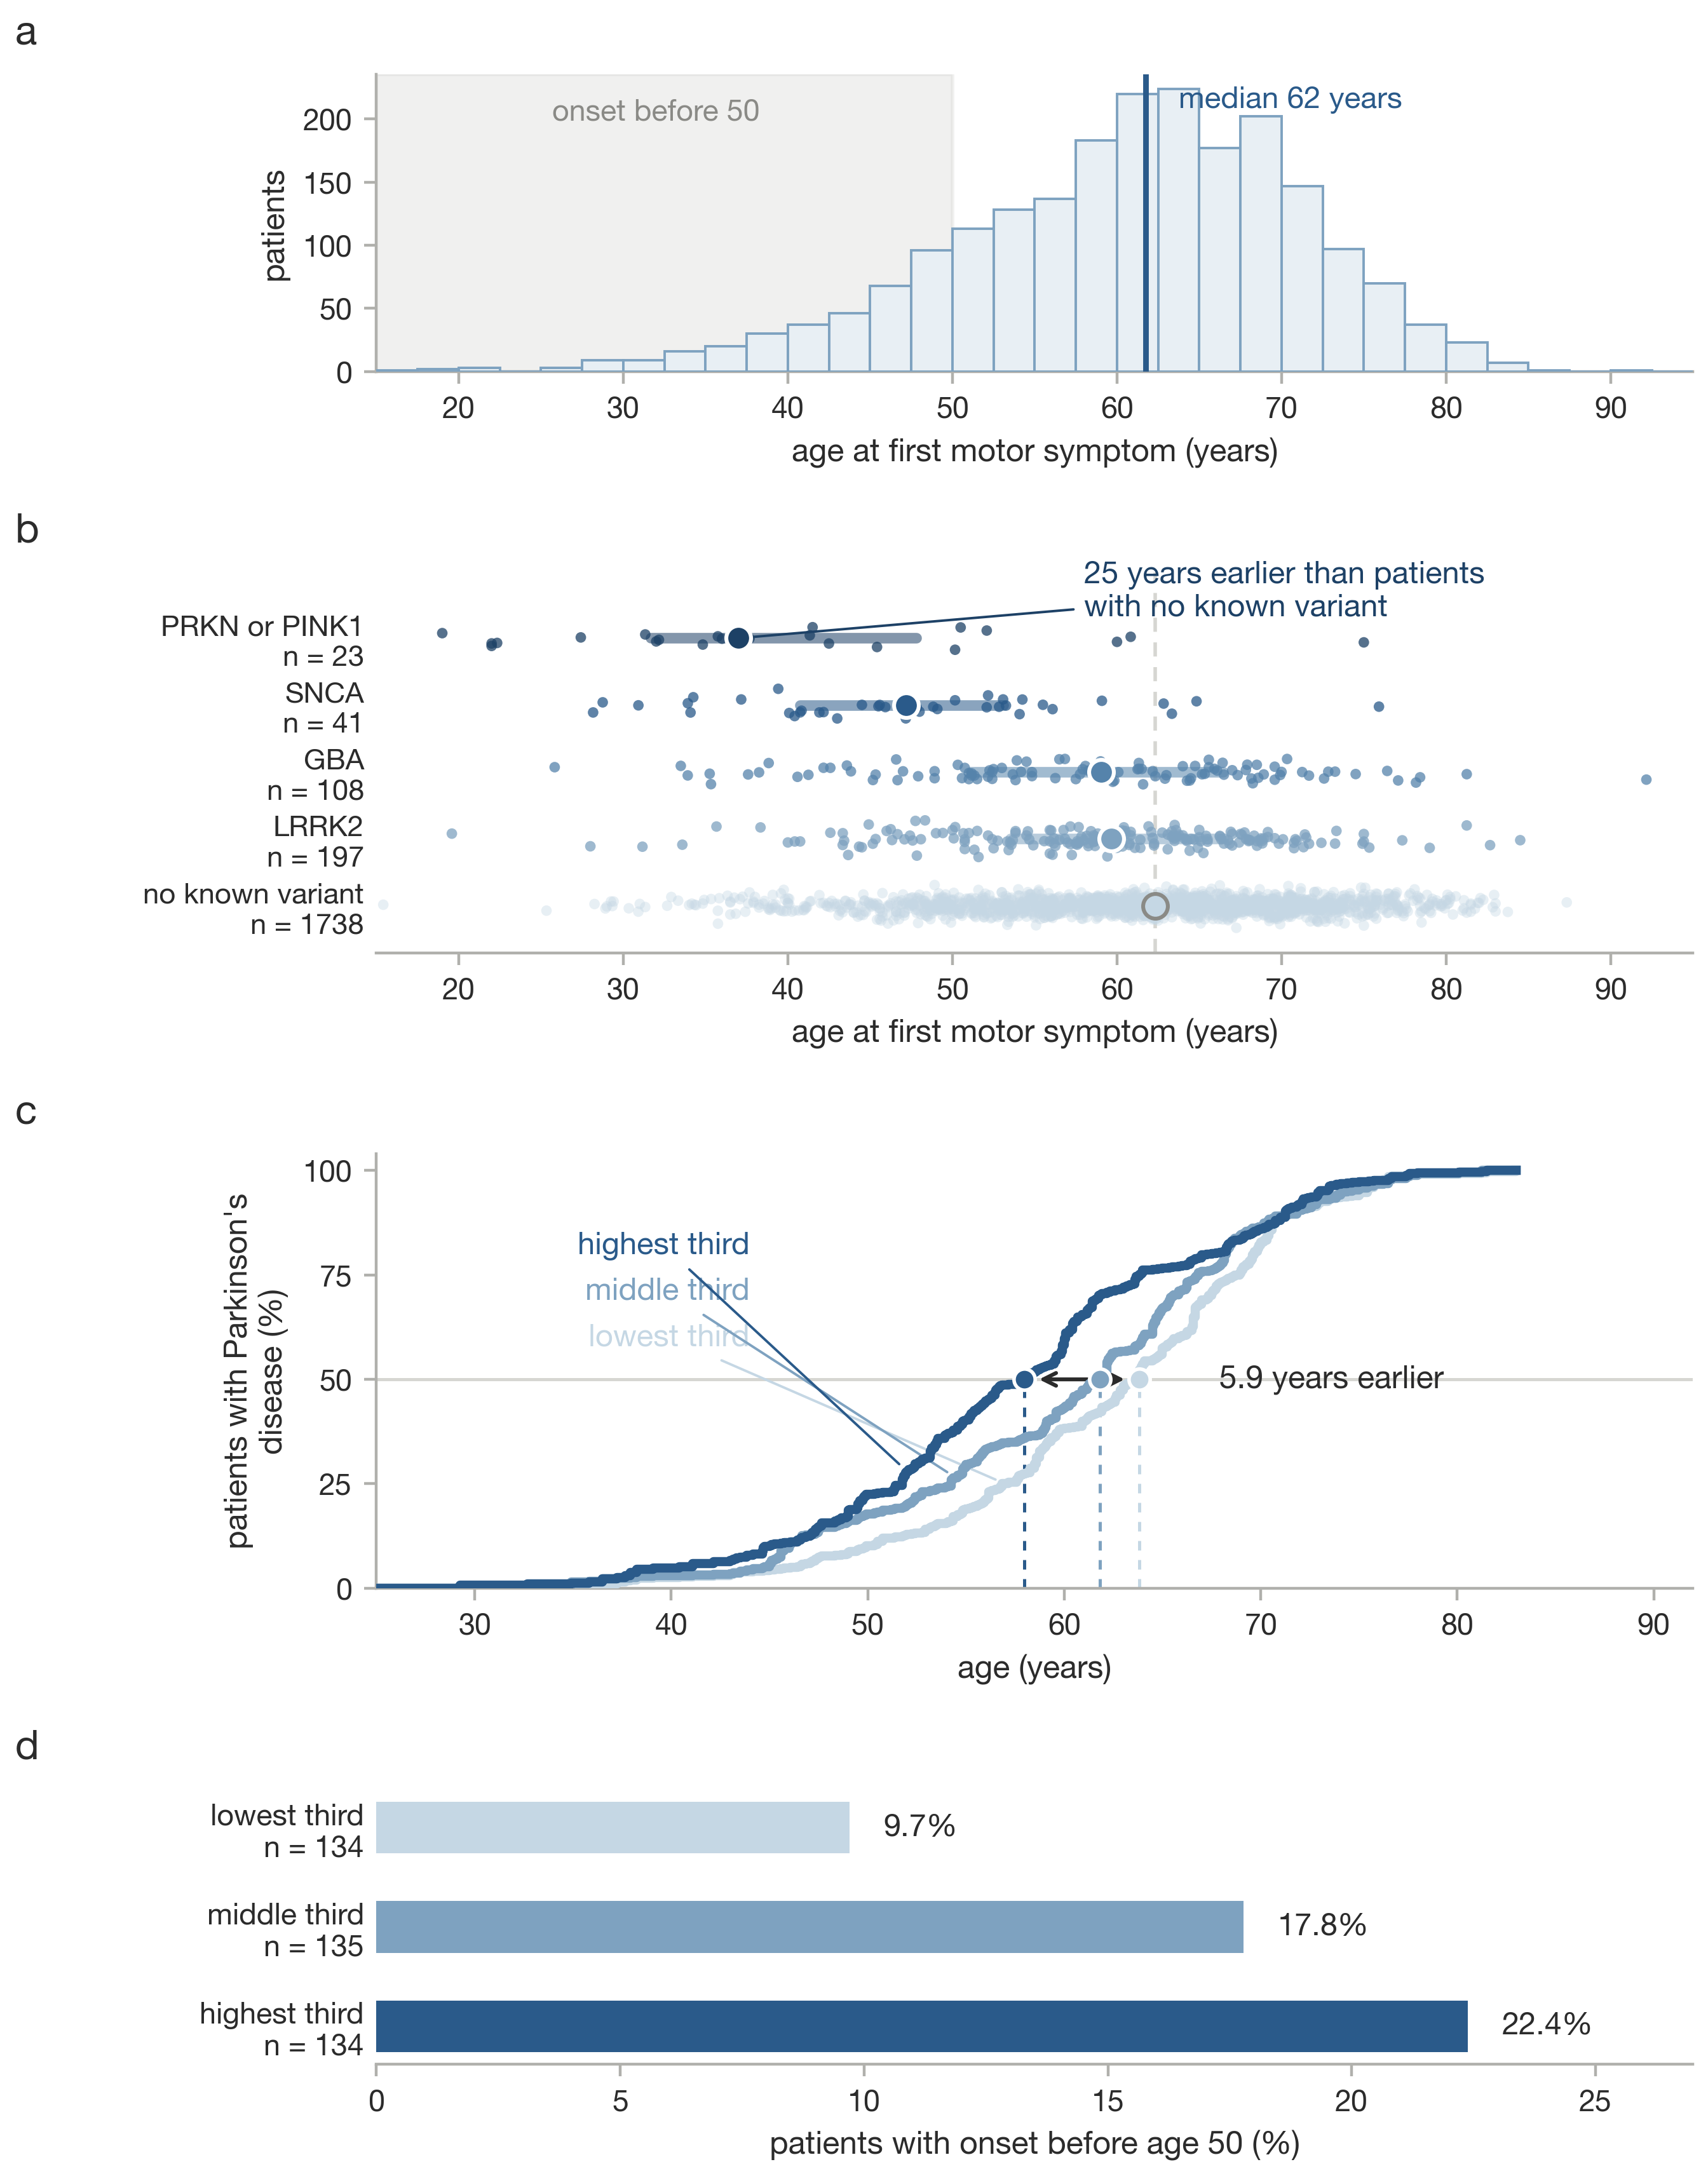 a
onset before 50
median 62 years
200
150
100
50
0
patients
20 30 40 50 60 70 80 90
age at first motor symptom (years)
b
25 years earlier than patients
with no known variant
PRKN or PINK1
n = 23
SNCA
n = 41
GBA
n = 108
LRRK2
n = 197
no known variant
n = 1738
20 30 40 50 60 70 80 90
age at first motor symptom (years)
c
patients with Parkinson's
disease (%)
100
75
50
25
0
highest third
middle third
lowest third
5.9 years earlier
30 40 50 60 70 80 90
age (years)
d
lowest third
n = 134
9.7%
middle third
n = 135
17.8%
highest third
n = 134
22.4%
0 5 10 15 20 25
patients with onset before age 50 (%)